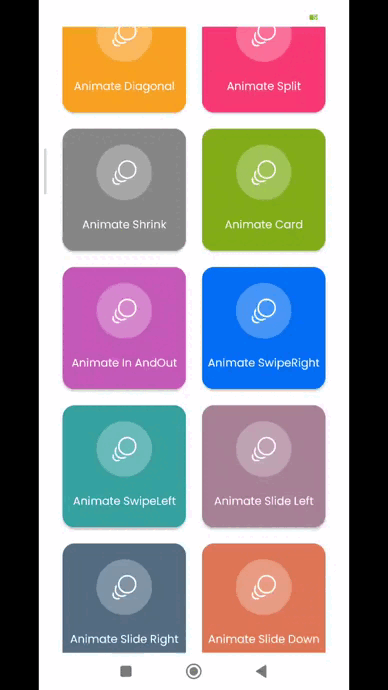 Animate Diagonal
Animate Split
Animate Shrink
Animate Card
Animate In AndOut
Animate SwipeRight
Animate SwipeLeft
Animate Slide Left
Animate Slide Right
Animate Slide Down